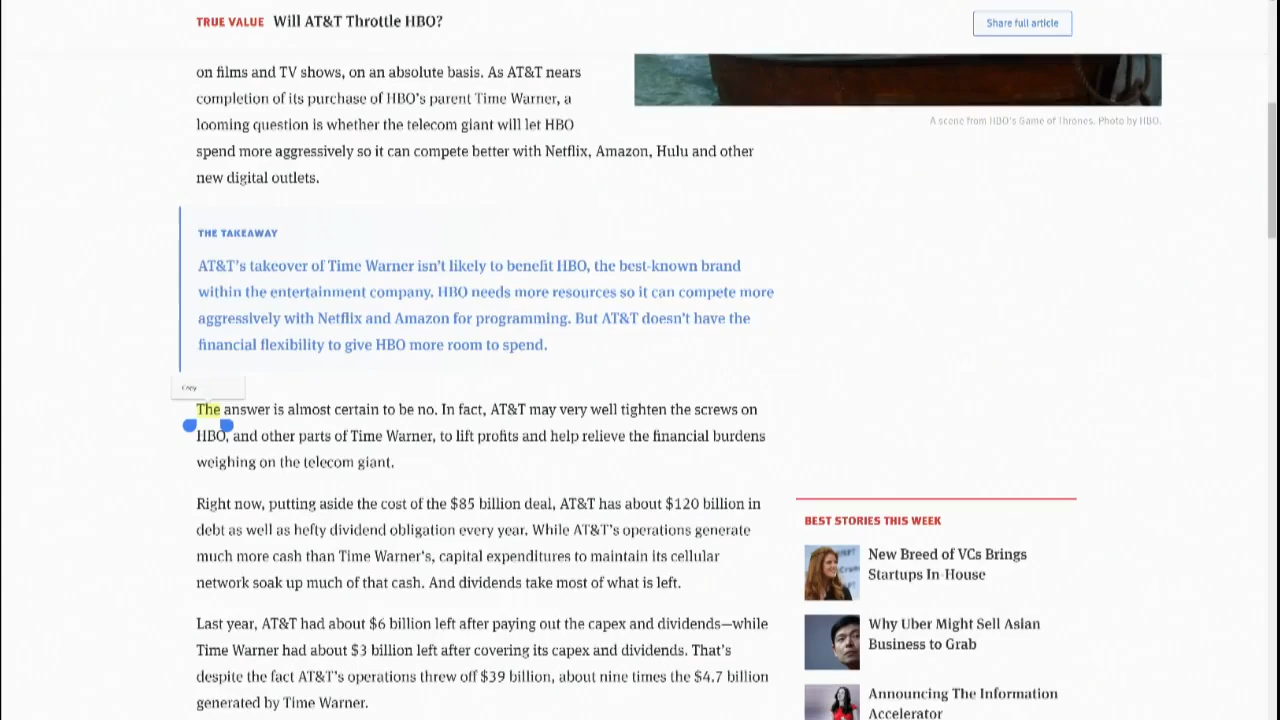 TRUE VALUE Will AT&T Throttle HBO?
Share full article
on films and TV shows, on an absolute basis. As AT&T nears
completion of its purchase of HBO's parent Time Warner, a
looming question is whether the telecom giant will let HBO
spend more aggressively so it can compete better with Netflix, Amazon, Hulu and other
new digital outlets.
A scene from HBO's Game of Thrones. Photo by HBO.
THE TAKEAWAY
AT&T's takeover of Time Warner isn't likely to benefit HBO, the best-known brand
within the entertainment company. HBO needs more resources so it can compete more
aggressively with Netflix and Amazon for programming. But AT&T doesn't have the
financial flexibility to give HBO more room to spend.
Copy
The answer is almost certain to be no. In fact, AT&T may very well tighten the screws on
HBO, and other parts of Time Warner, to lift profits and help relieve the financial burdens
weighing on the telecom giant.
Right now, putting aside the cost of the $85 billion deal, AT&T has about $120 billion in
debt as well as hefty dividend obligation every year. While AT&T's operations generate
much more cash than Time Warner's, capital expenditures to maintain its cellular
network soak up much of that cash. And dividends take most of what is left.
Last year, AT&T had about $6 billion left after paying out the capex and dividends—while
Time Warner had about $3 billion left after covering its capex and dividends. That's
despite the fact AT&T's operations threw off $39 billion, about nine times the $4.7 billion
generated by Time Warner.
BEST STORIES THIS WEEK
New Breed of VCs Brings
Startups In-House
Why Uber Might Sell Asian
Business to Grab
Announcing The Information
Accelerator